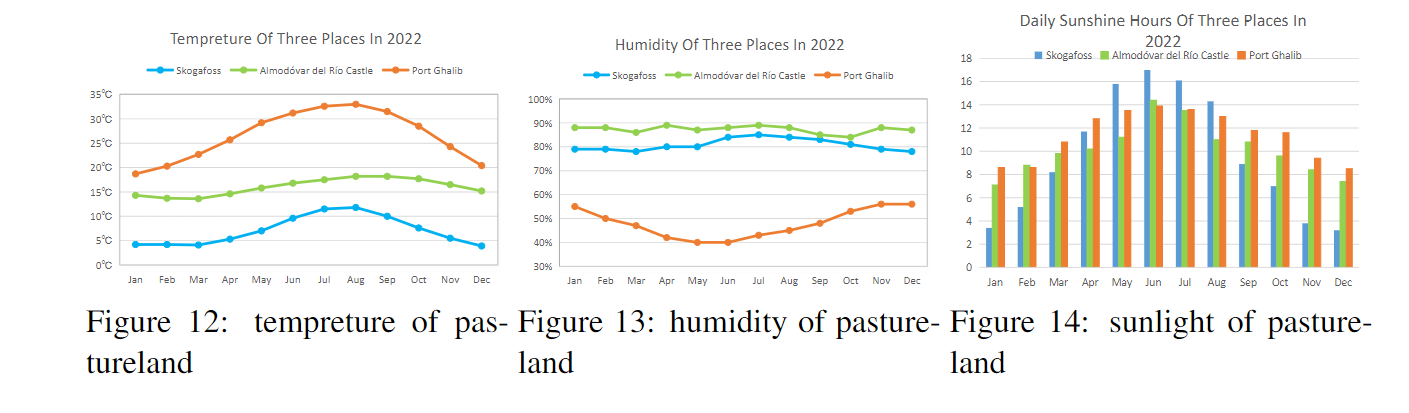 Tempreture Of Three Places In 2022
Skogafoss Almodóvar del Río Castle Port Ghalib
35°C
30°C
25°C
20°C
15°C
10°C
5°C
0°C
Jan Feb Mar Apr May Jun Jul Aug Sep Oct Nov Dec
Figure 12: tempreture of pas-
tureland
Humidity Of Three Places In 2022
Skogafoss Almodóvar del Río Castle Port Ghalib
100%
90%
80%
70%
60%
50%
40%
30%
Jan Feb Mar Apr May Jun Jul Aug Sep Oct Nov Dec
Figure 13: humidity of pasture-
land
Daily Sunshine Hours Of Three Places In
2022
Skogafoss Almodóvar del Río Castle Port Ghalib
18
16
14
12
10
8
6
4
2
0
Jan Feb Mar Apr May Jun Jul Aug Sep Oct Nov Dec
Figure 14: sunlight of pasture-
land